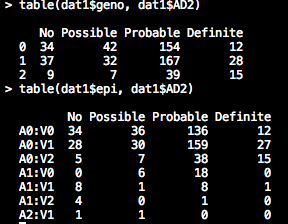 > table(dat1$geno, dat1$AD2)
No Possible Probable Definite
0 34 42 154 12
1 37 32 167 28
2 9 7 39 15
> table(dat1$epi, dat1$AD2)
No Possible Probable Definite
A0:V0 34 36 136 12
A0:V1 28 30 159 27
A0:V2 5 7 38 15
A1:V0 0 6 18 0
A1:V1 8 1 8 1
A1:V2 4 0 1 0
A2:V1 1 1 0 0